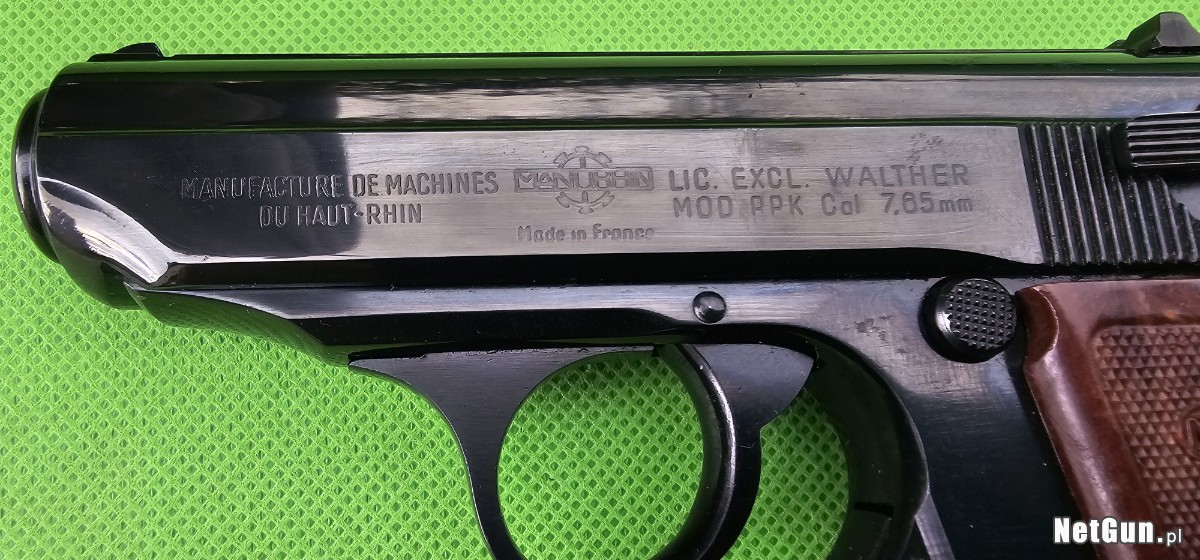 MANUFACTURE DE MACHINES
DU HAUT-RHIN
MANURHIN
Made in France
LIC. EXCL. WALTHER
MOD PPK Cal 7,65mm
NetGun.pl